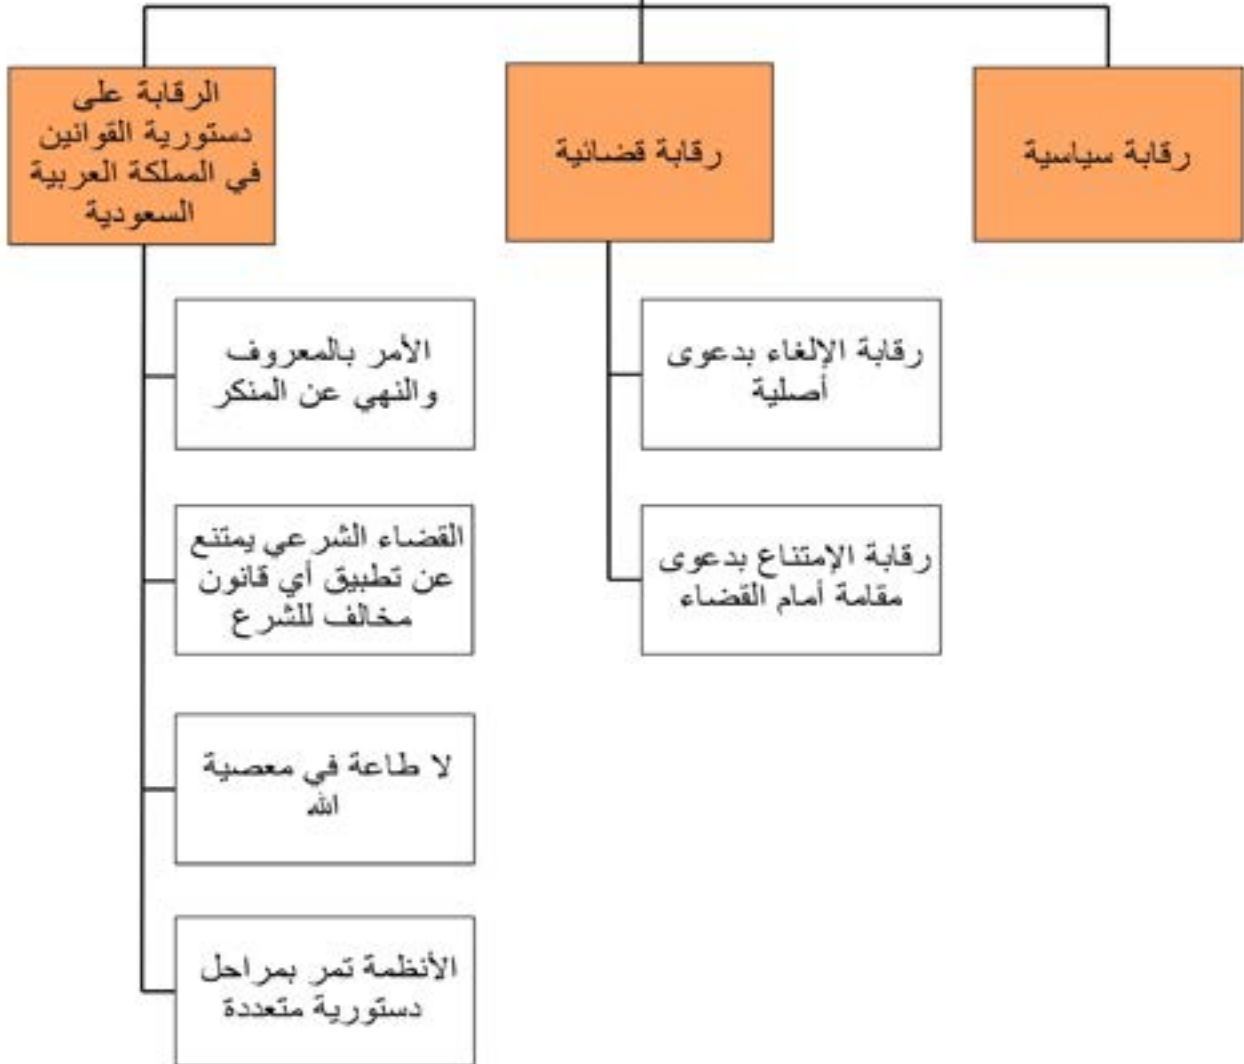 رقابة سياسية
رقابة قضائية
رقابة الإلغاء بدعوى
أصلية
رقابة الإمتناع بدعوى
مقامة أمام القضاء
الرقابة على
دستورية القوانين
في المملكة العربية
السعودية
الأمر بالمعروف
والنهي عن المنكر
القضاء الشرعي يمتنع
عن تطبيق أي قانون
مخالف للشرع
لا طاعة في معصية
الله
الأنظمة تمر بمراحل
دستورية متعددة